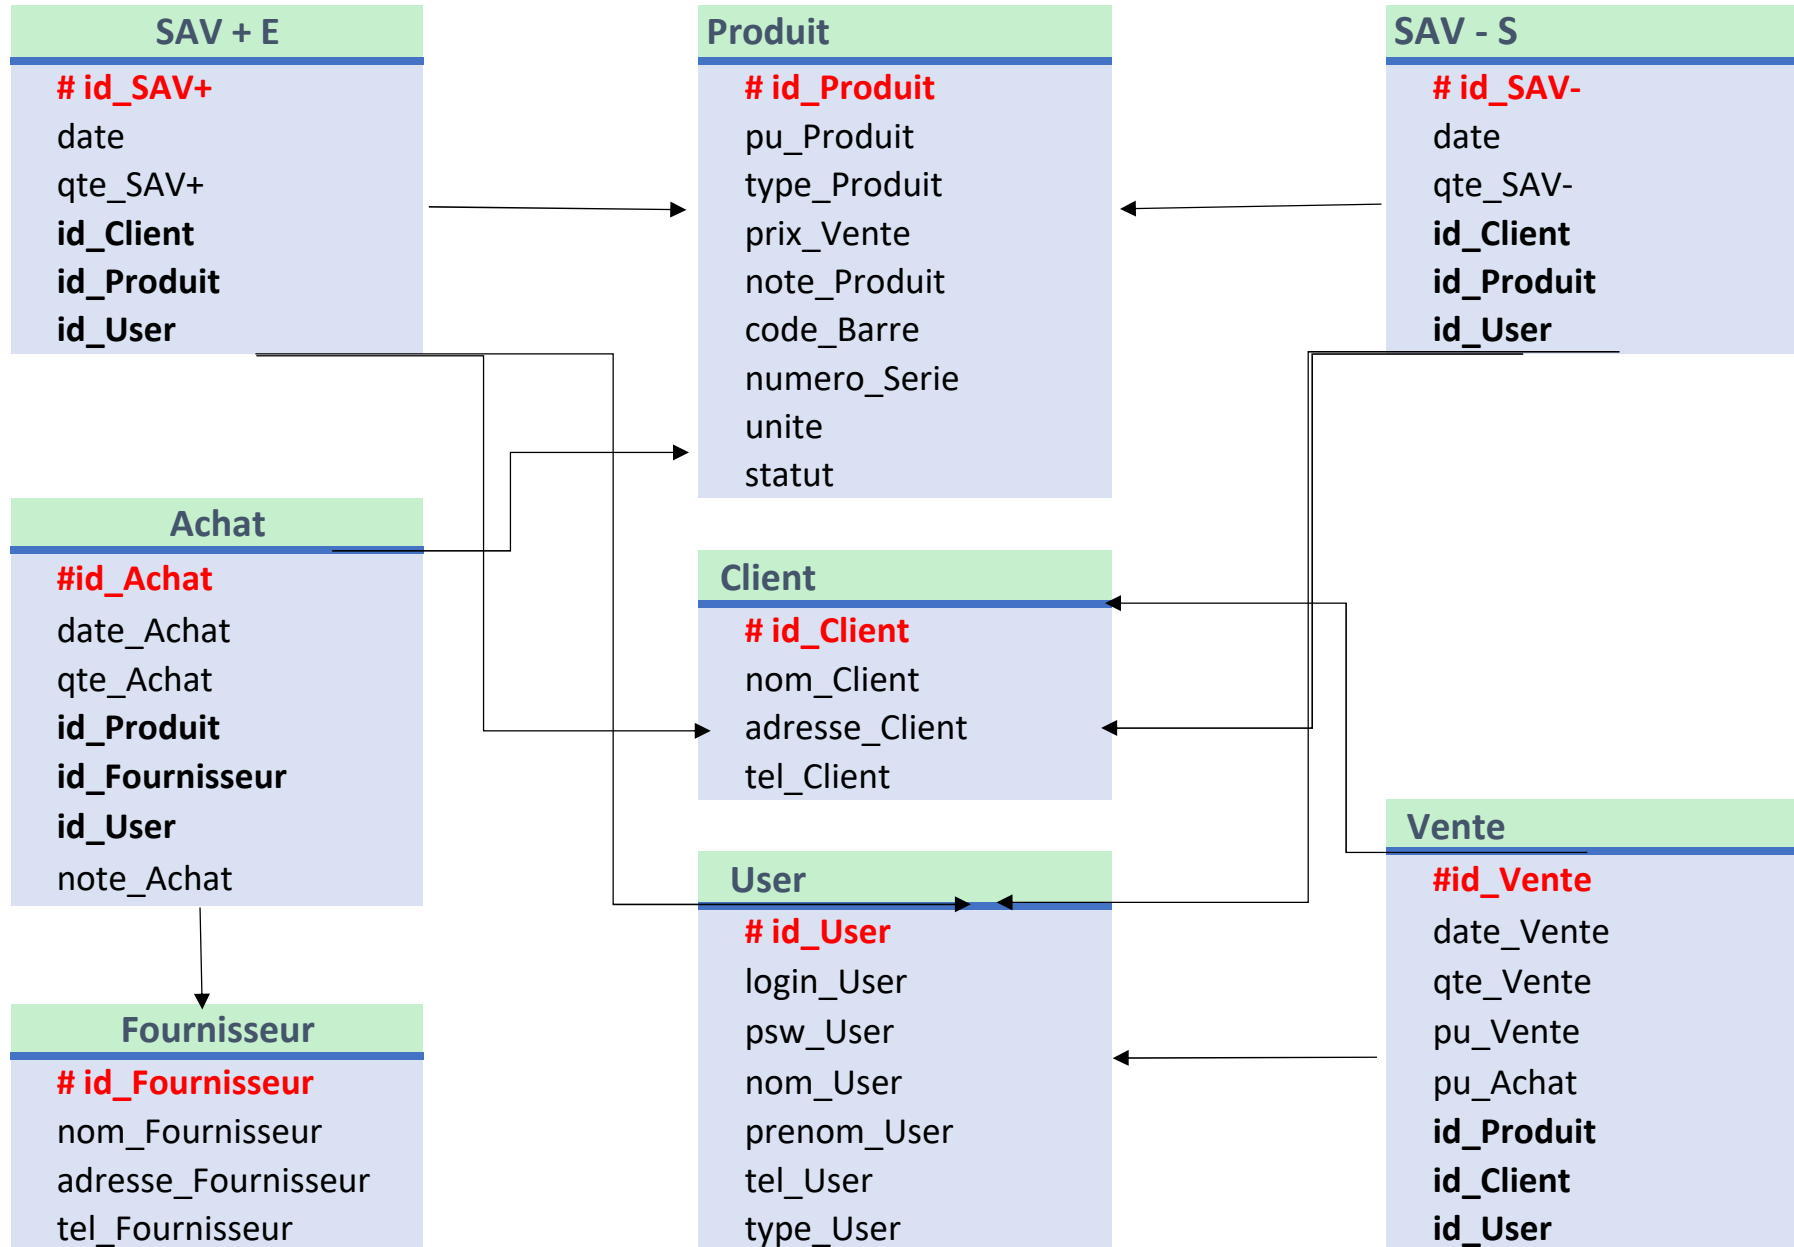 SAV + E
# id_SAV+
date
qte_SAV+
id_Client
id_Produit
id_User
Produit
# id_Produit
pu_Produit
type_Produit
prix_Vente
note_Produit
code_Barre
numero_Serie
unite
statut
SAV - S
# id_SAV-
date
qte_SAV-
id_Client
id_Produit
id_User
Achat
#id_Achat
date_Achat
qte_Achat
id_Produit
id_Fournisseur
id_User
note_Achat
Client
# id_Client
nom_Client
adresse_Client
tel_Client
Fournisseur
# id_Fournisseur
nom_Fournisseur
adresse_Fournisseur
tel_Fournisseur
User
# id_User
login_User
psw_User
nom_User
prenom_User
tel_User
type_User
Vente
#id_Vente
date_Vente
qte_Vente
pu_Vente
pu_Achat
id_Produit
id_Client
id_User